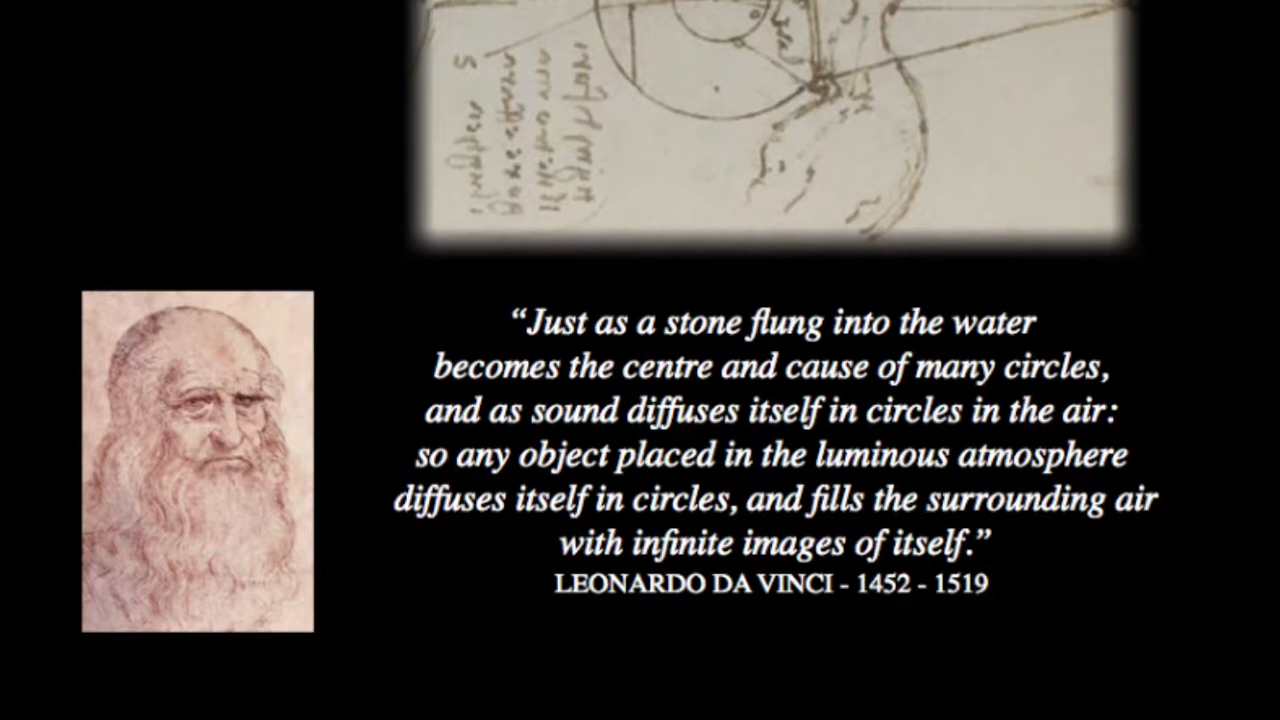 “Just as a stone flung into the water
becomes the centre and cause of many circles,
and as sound diffuses itself in circles in the air:
so any object placed in the luminous atmosphere
diffuses itself in circles, and fills the surrounding air
with infinite images of itself.”
LEONARDO DA VINCI - 1452 - 1519